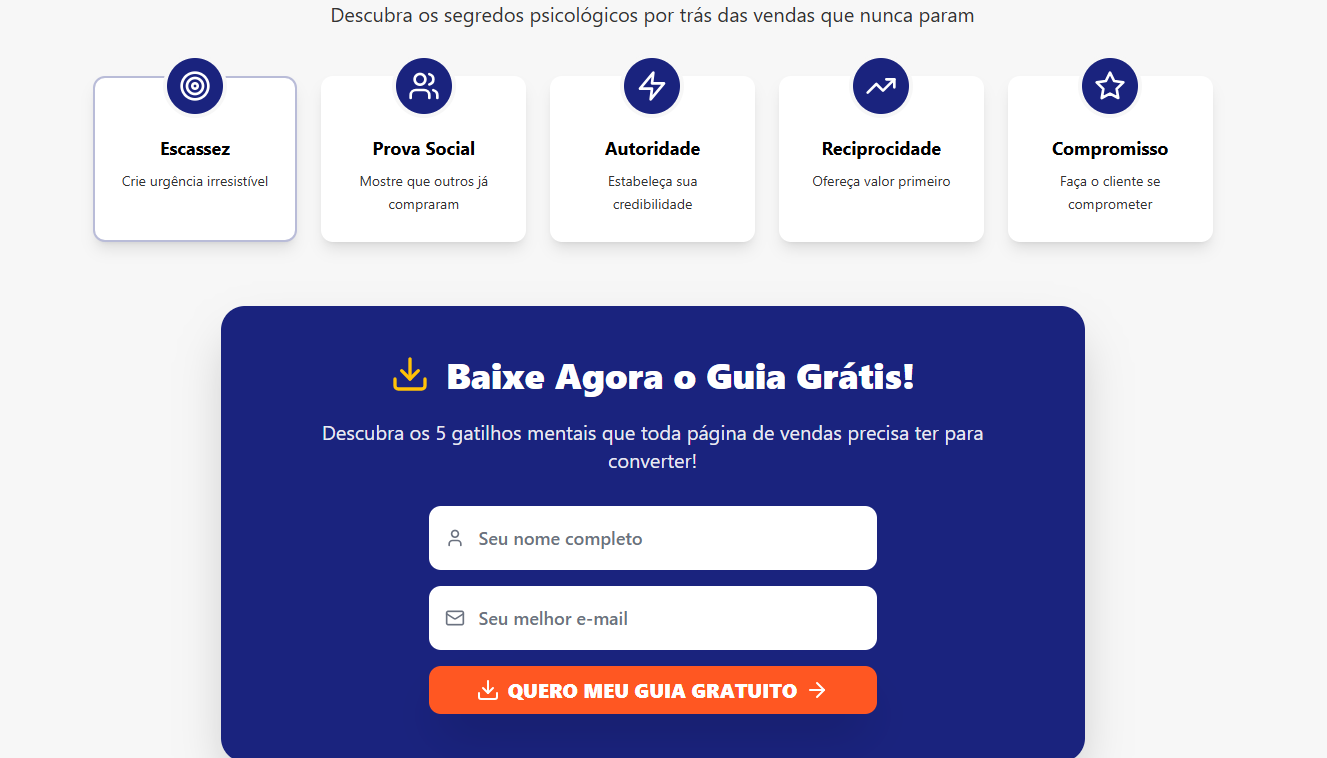 Descubra os segredos psicológicos por trás das vendas que nunca param
Escassez
Crie urgência irresistível
Prova Social
Mostre que outros já
compraram
Autoridade
Estabeleça sua
credibilidade
Reciprocidade
Ofereça valor primeiro
Compromisso
Faça o cliente se
comprometer
Baixe Agora o Guia Grátis!
Descubra os 5 gatilhos mentais que toda página de vendas precisa ter para
converter!
Seu nome completo
Seu melhor e-mail
QUERO MEU GUIA GRATUITO